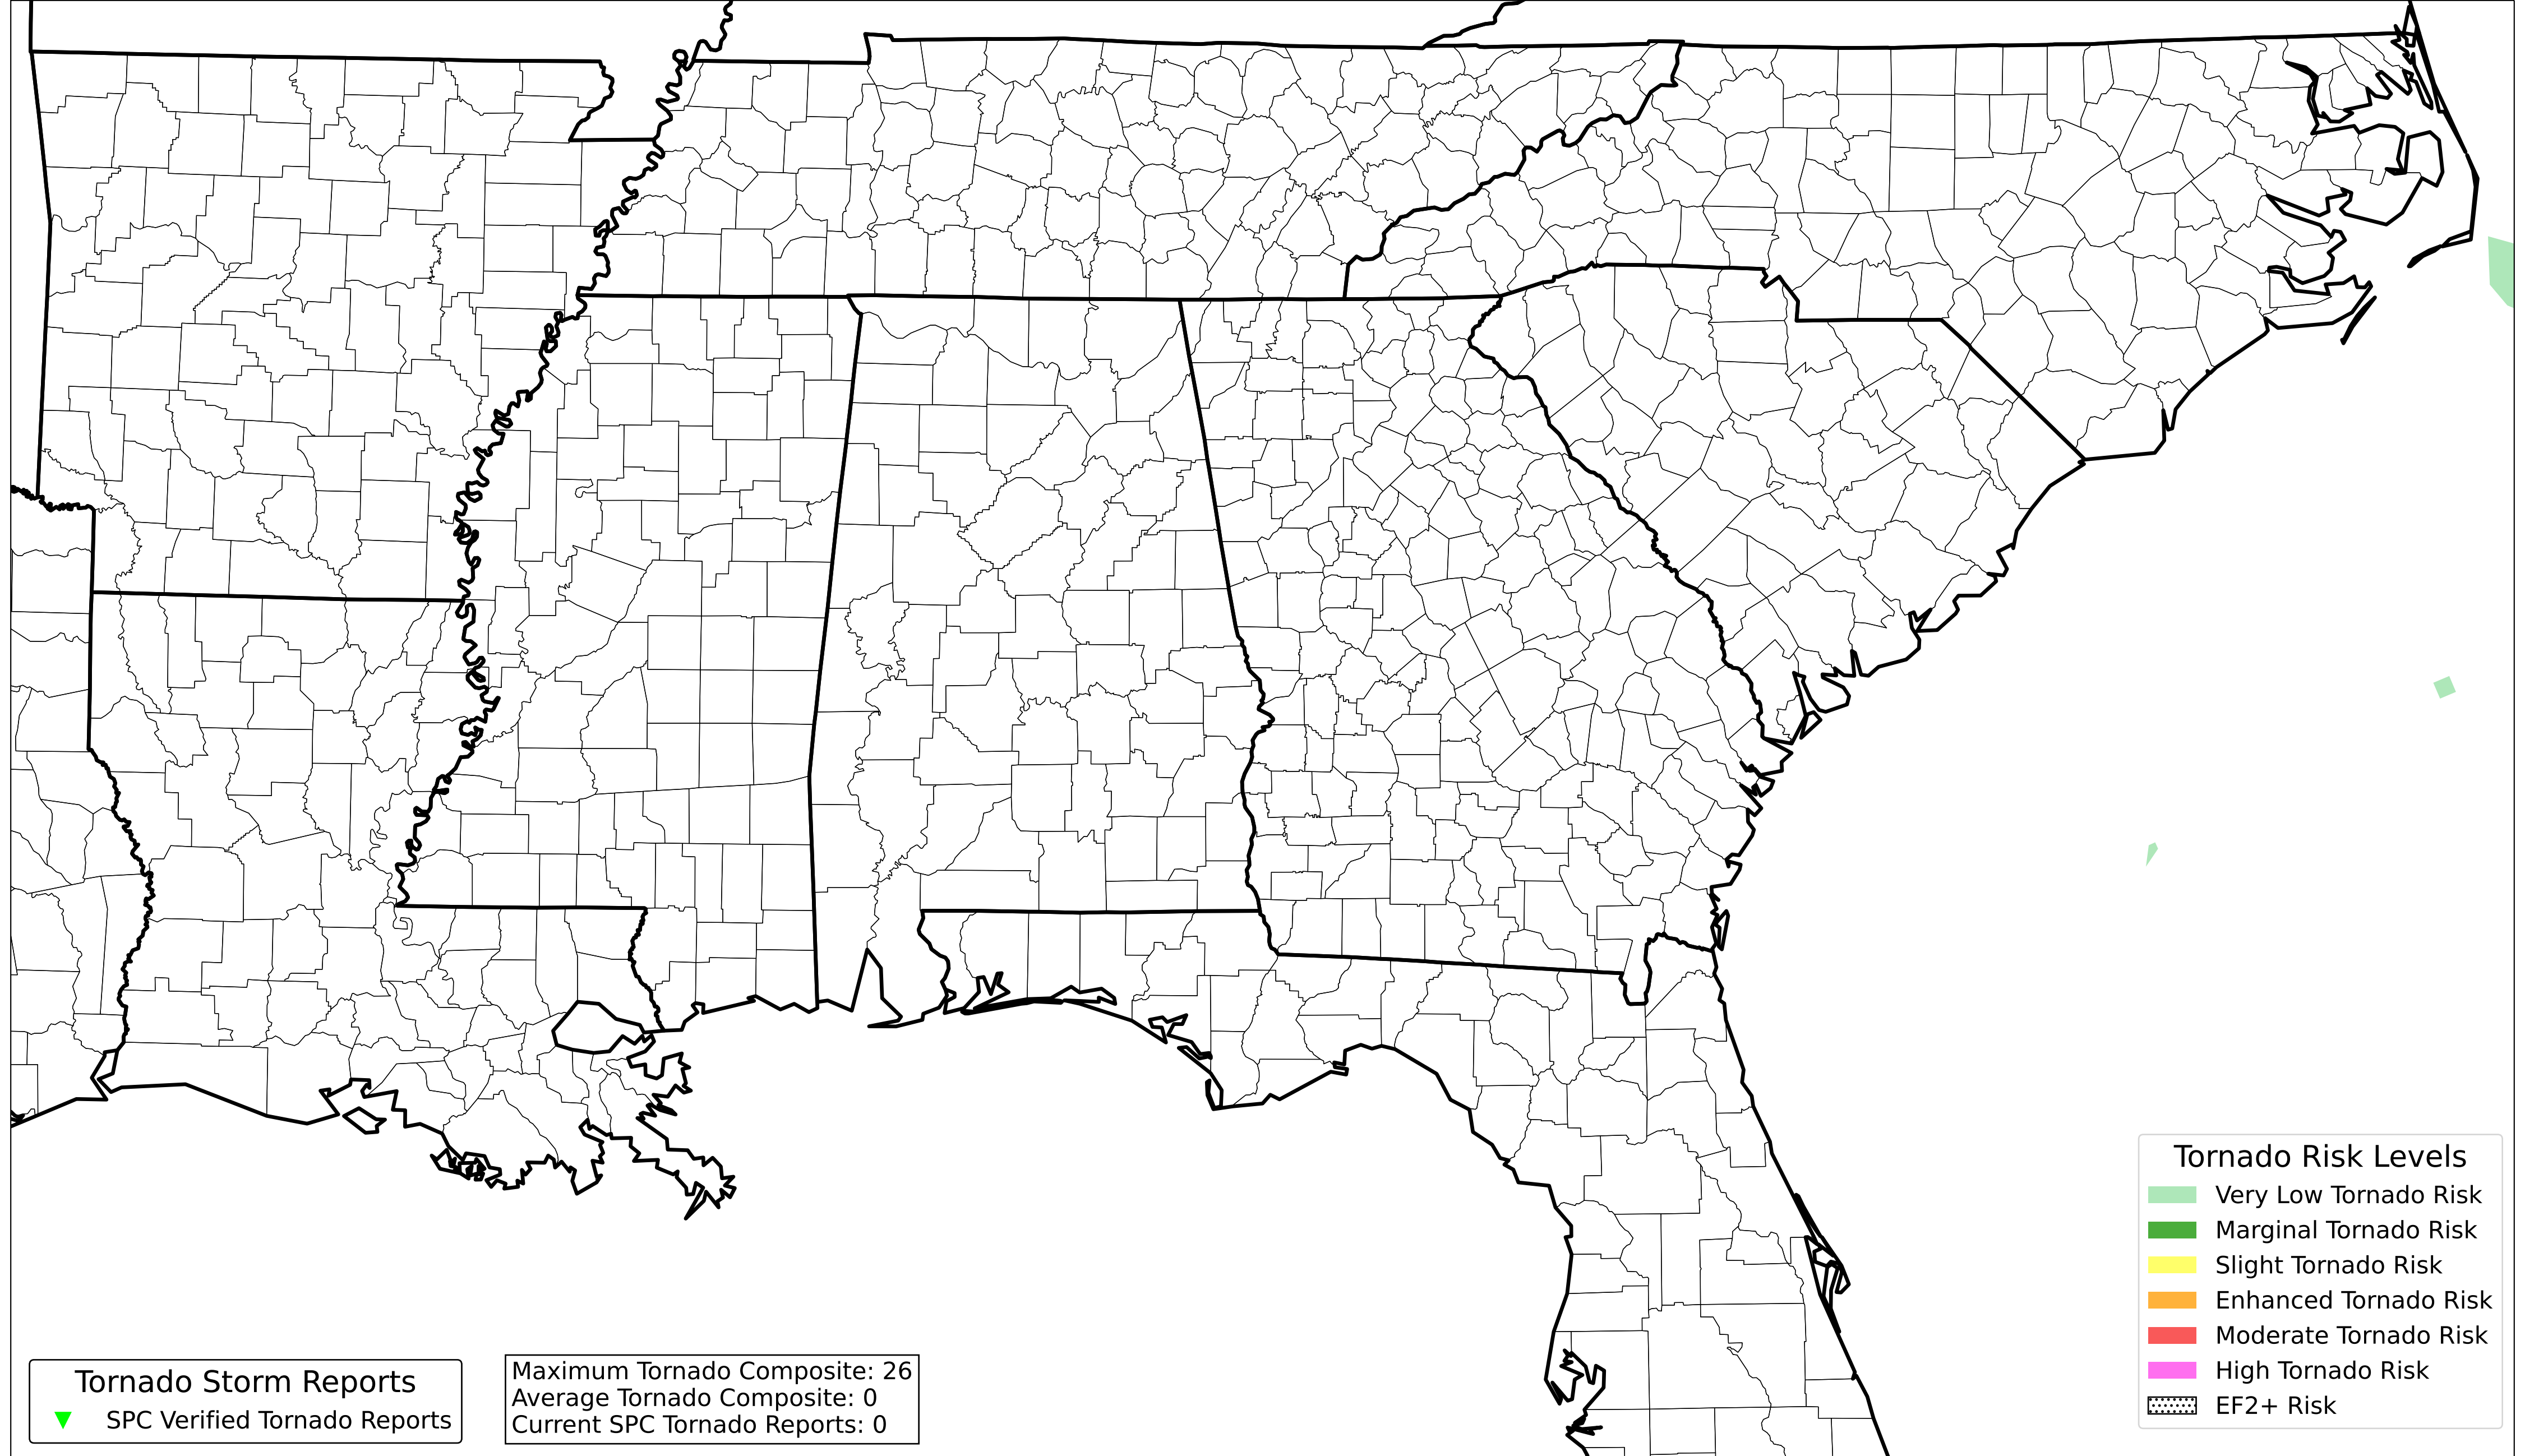 Tornado Risk Levels
Very Low Tornado Risk
Marginal Tornado Risk
Slight Tornado Risk
Enhanced Tornado Risk
Moderate Tornado Risk
High Tornado Risk
EF2+ Risk
Tornado Storm Reports
SPC Verified Tornado Reports
Maximum Tornado Composite: 26
Average Tornado Composite: 0
Current SPC Tornado Reports: 0